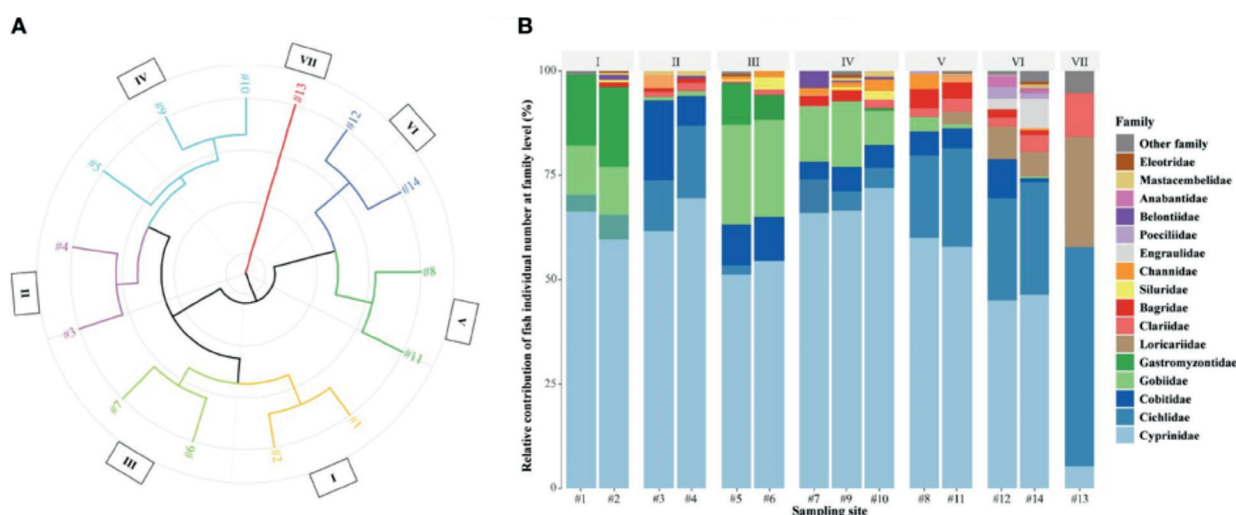 A
B
VII
IV
VI
II
V
III
I
#10
#9
#13
#12
#5
#14
#4
#8
#3
#11
#7
#1
#6
#2
I II III IV V VI VII
Relative contribution of fish individual number at family level (%)
100
75
50
25
0
#1 #2 #3 #4 #5 #6 #7 #9 #10 #8 #11 #12 #14 #13
Sampling site
Family
Other family
Eleotridae
Mastacembelidae
Anabantidae
Belontiidae
Poeciliidae
Engraulidae
Channidae
Siluridae
Bagridae
Clariidae
Loricariidae
Gastromyzontidae
Gobiidae
Cobitidae
Cichlidae
Cyprinidae